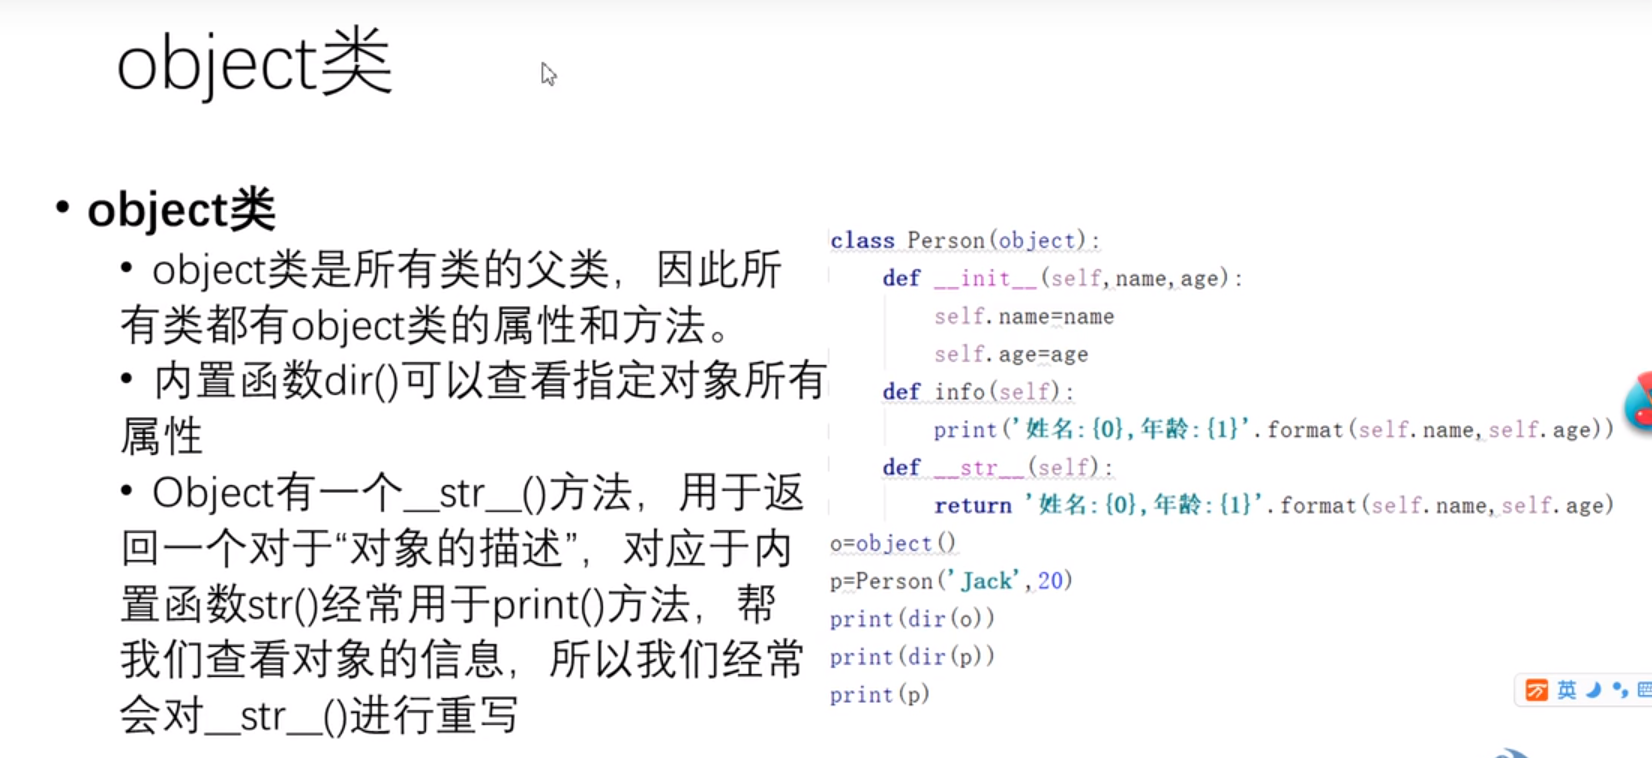 object类
• object类
• object类是所有类的父类，因此所
有类都有object类的属性和方法。
• 内置函数dir()可以查看指定对象所有
属性
• Object有一个__str__()方法，用于返
回一个对于“对象的描述”，对应于内
置函数str()经常用于print()方法，帮
我们查看对象的信息，所以我们经常
会对__str__()进行重写
class Person(object):
    def __init__(self,name,age):
        self.name=name
        self.age=age
    def info(self):
        print('姓名:{0},年龄:{1}'.format(self.name,self.age))
    def __str__(self):
        return '姓名:{0},年龄:{1}'.format(self.name,self.age)
o=object()
p=Person('Jack',20)
print(dir(o))
print(dir(p))
print(p)
英